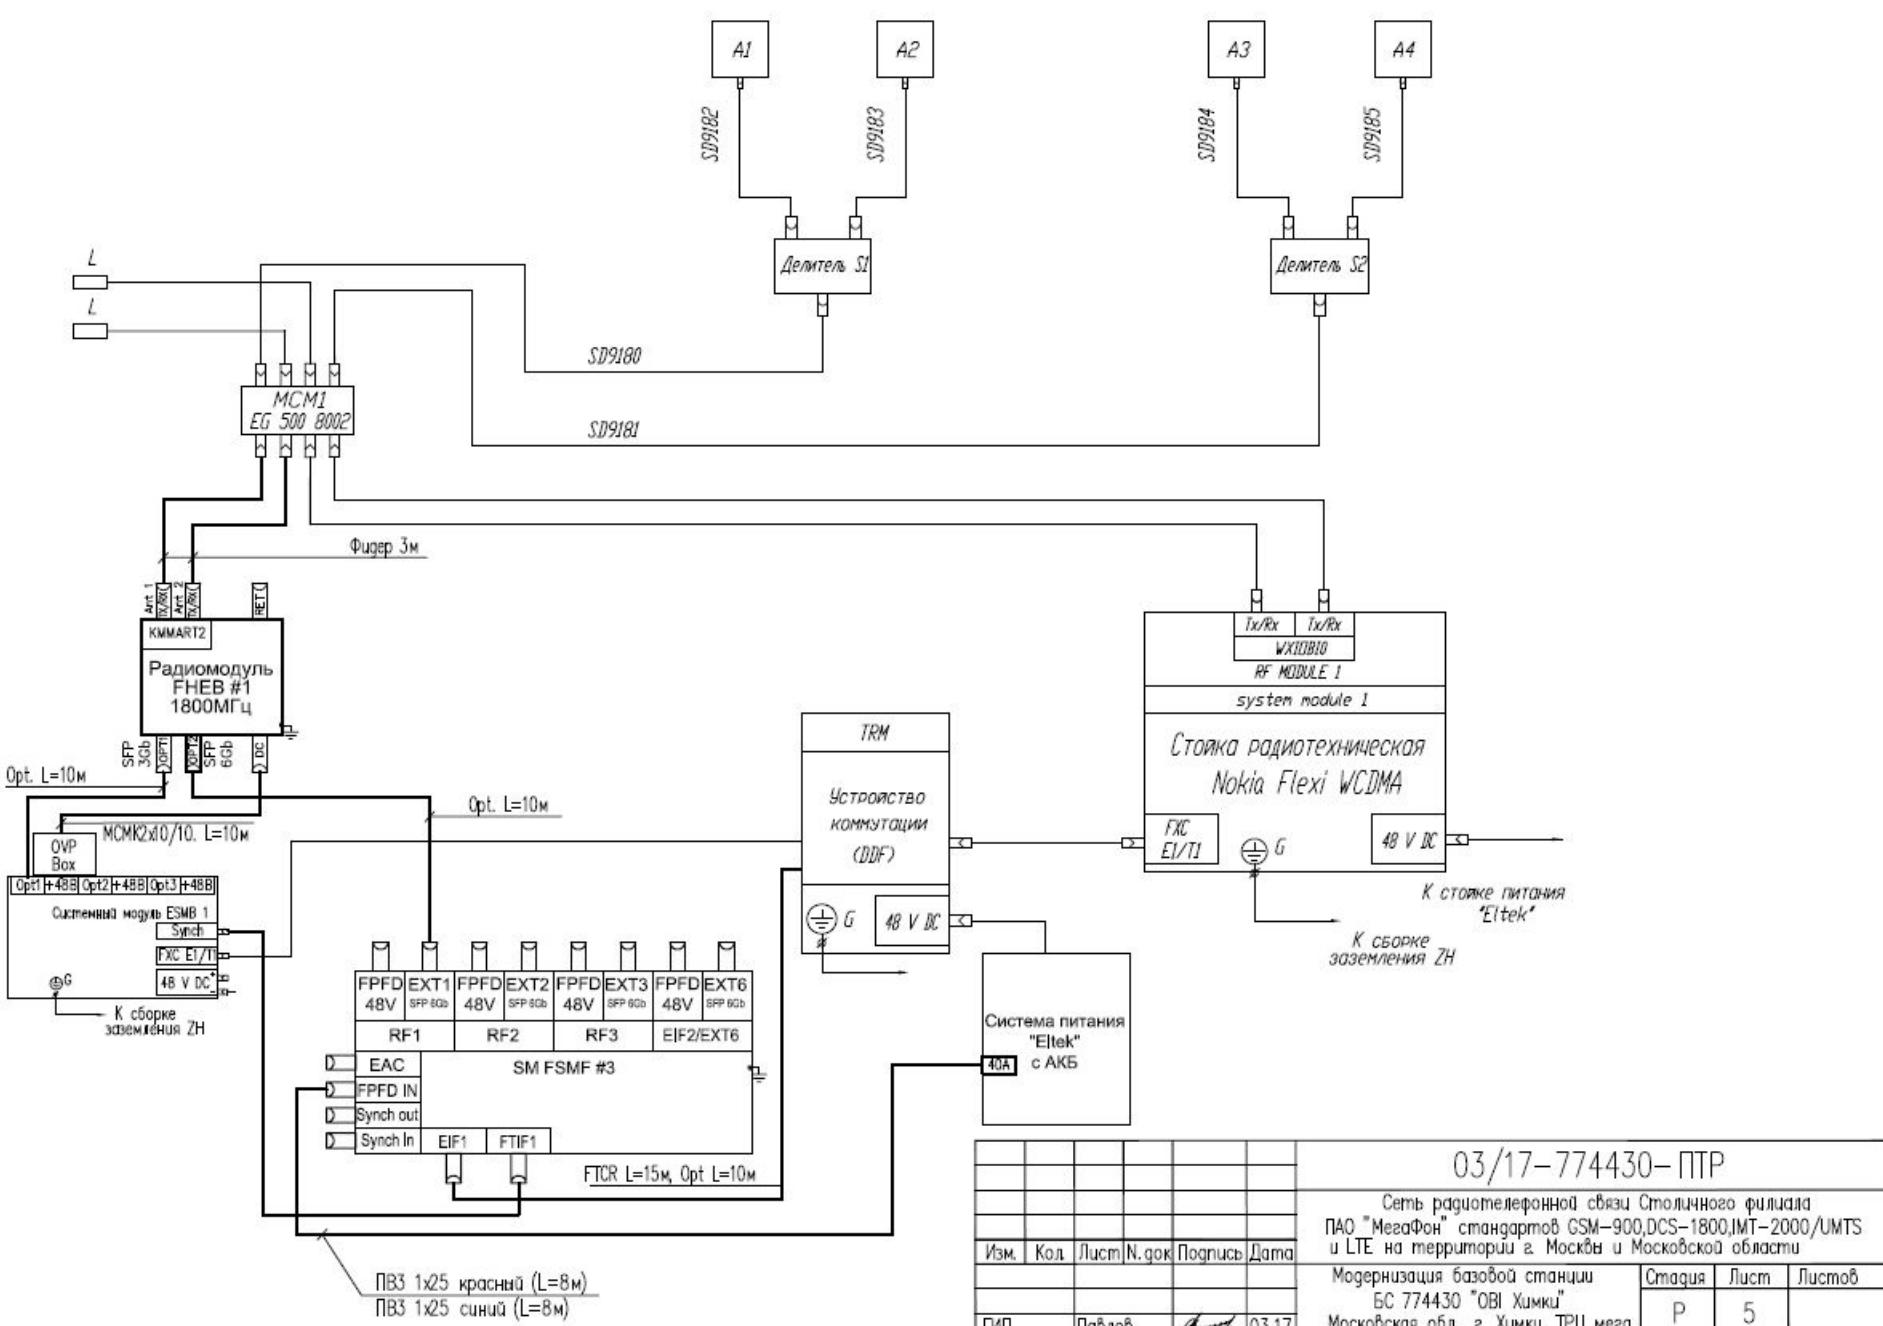 A1
A2
A3
A4
SD9182
SD9183
SD9184
SD9185
Делитель S1
Делитель S2
L
L
SD9180
SD9181
MCM1
EG 500 8002
Фидер 3м
Ant. 1
TX/RX
Ant. 2
TX/RX
RET
KMMART2
Радиомодуль
FHEB #1
1800МГц
SFP
3Gb
OPT1
OPT2
SFP
6Gb
DC
Opt. L=10м
Opt. L=10м
МСМК2х10/10. L=10м
OVP
Box
Opt1 +48В Opt2 +48В Opt3 +48В
Системный модуль ESMB 1
Synch
FXC E1/T1
48 V DC
+
-
G
К сборке
заземления ZH
Tx/Rx Tx/Rx
RF MODULE 1
system module 1
Стойка радиотехническая
Nokia Flexi WCDMA
FXC
E1/T1
G
48 V DC
К стойке питания
"Eltek"
К сборке
заземления ZH
TRM
Устройство
коммутации
(DDF)
G
48 V DC
Система питания
"Eltek"
с АКБ
40A
FPFD EXT1 FPFD EXT2 FPFD EXT3 FPFD EXT6
48V SFP 6Gb 48V SFP 6Gb 48V SFP 6Gb 48V SFP 6Gb
RF1 RF2 RF3 EIF2/EXT6
EAC
SM FSMF #3
FPFD IN
Synch out
Synch In
EIF1 FTIF1
FTCR L=15м, Opt L=10м
ПВ3 1х25 красный (L=8м)
ПВ3 1х25 синий (L=8м)
03/17-774430-ПТР
Сеть радиотелефонной связи Столичного филиала
ПАО "МегаФон" стандартов GSM-900,DCS-1800,IMT-2000/UMTS
и LTE на территории г. Москвы и Московской области
Изм. Кол. Лист N.док Подпись Дата
Модернизация базовой станции
БС 774430 "OBI Химки"
Московская обл., г. Химки, ТРЦ мега
Стадия Лист Листов
Р 5
ГИП Павлов 03.17